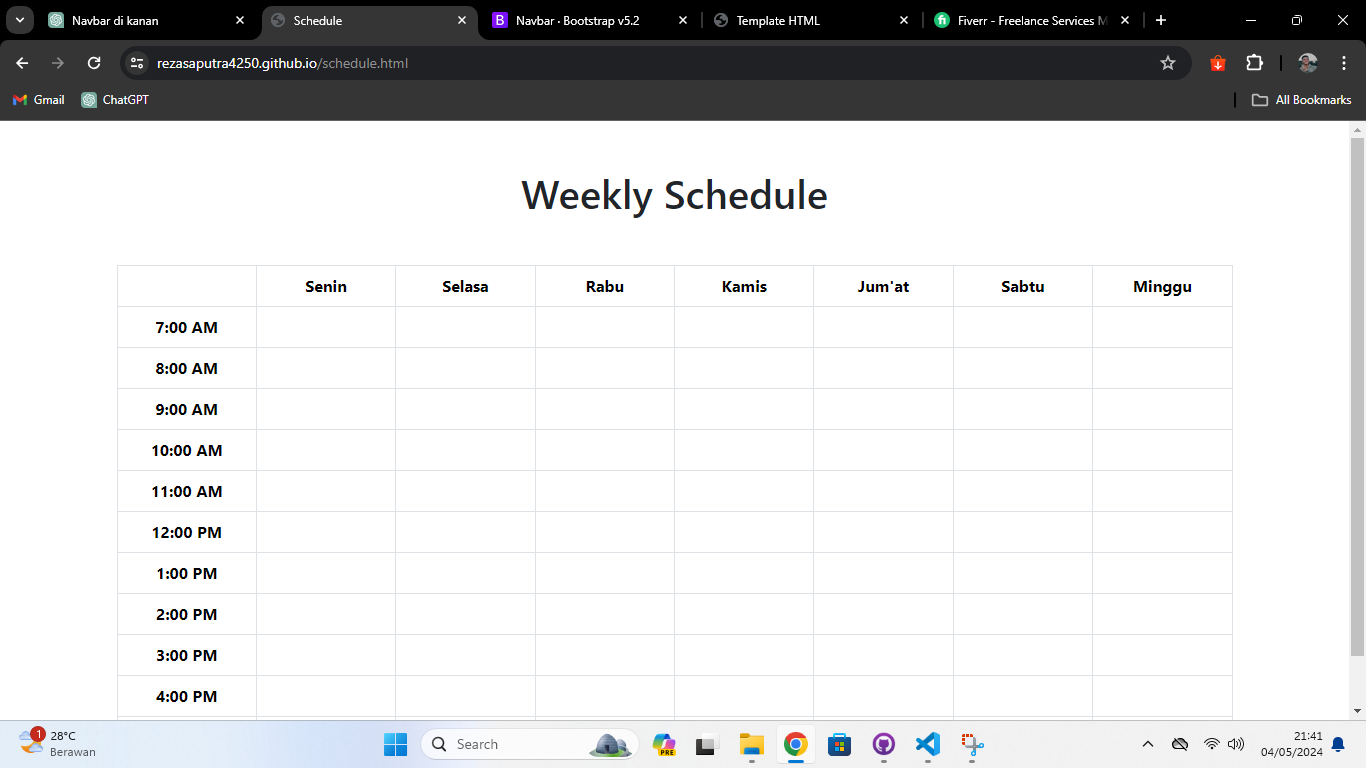 Navbar di kanan
Schedule
Navbar · Bootstrap v5.2
Template HTML
Fiverr - Freelance Services M
rezasaputra4250.github.io/schedule.html
Gmail
ChatGPT
All Bookmarks
Weekly Schedule
Senin Selasa Rabu Kamis Jum'at Sabtu Minggu
7:00 AM
8:00 AM
9:00 AM
10:00 AM
11:00 AM
12:00 PM
1:00 PM
2:00 PM
3:00 PM
4:00 PM
1
28°C
Berawan
Search
PRE
21:41
04/05/2024